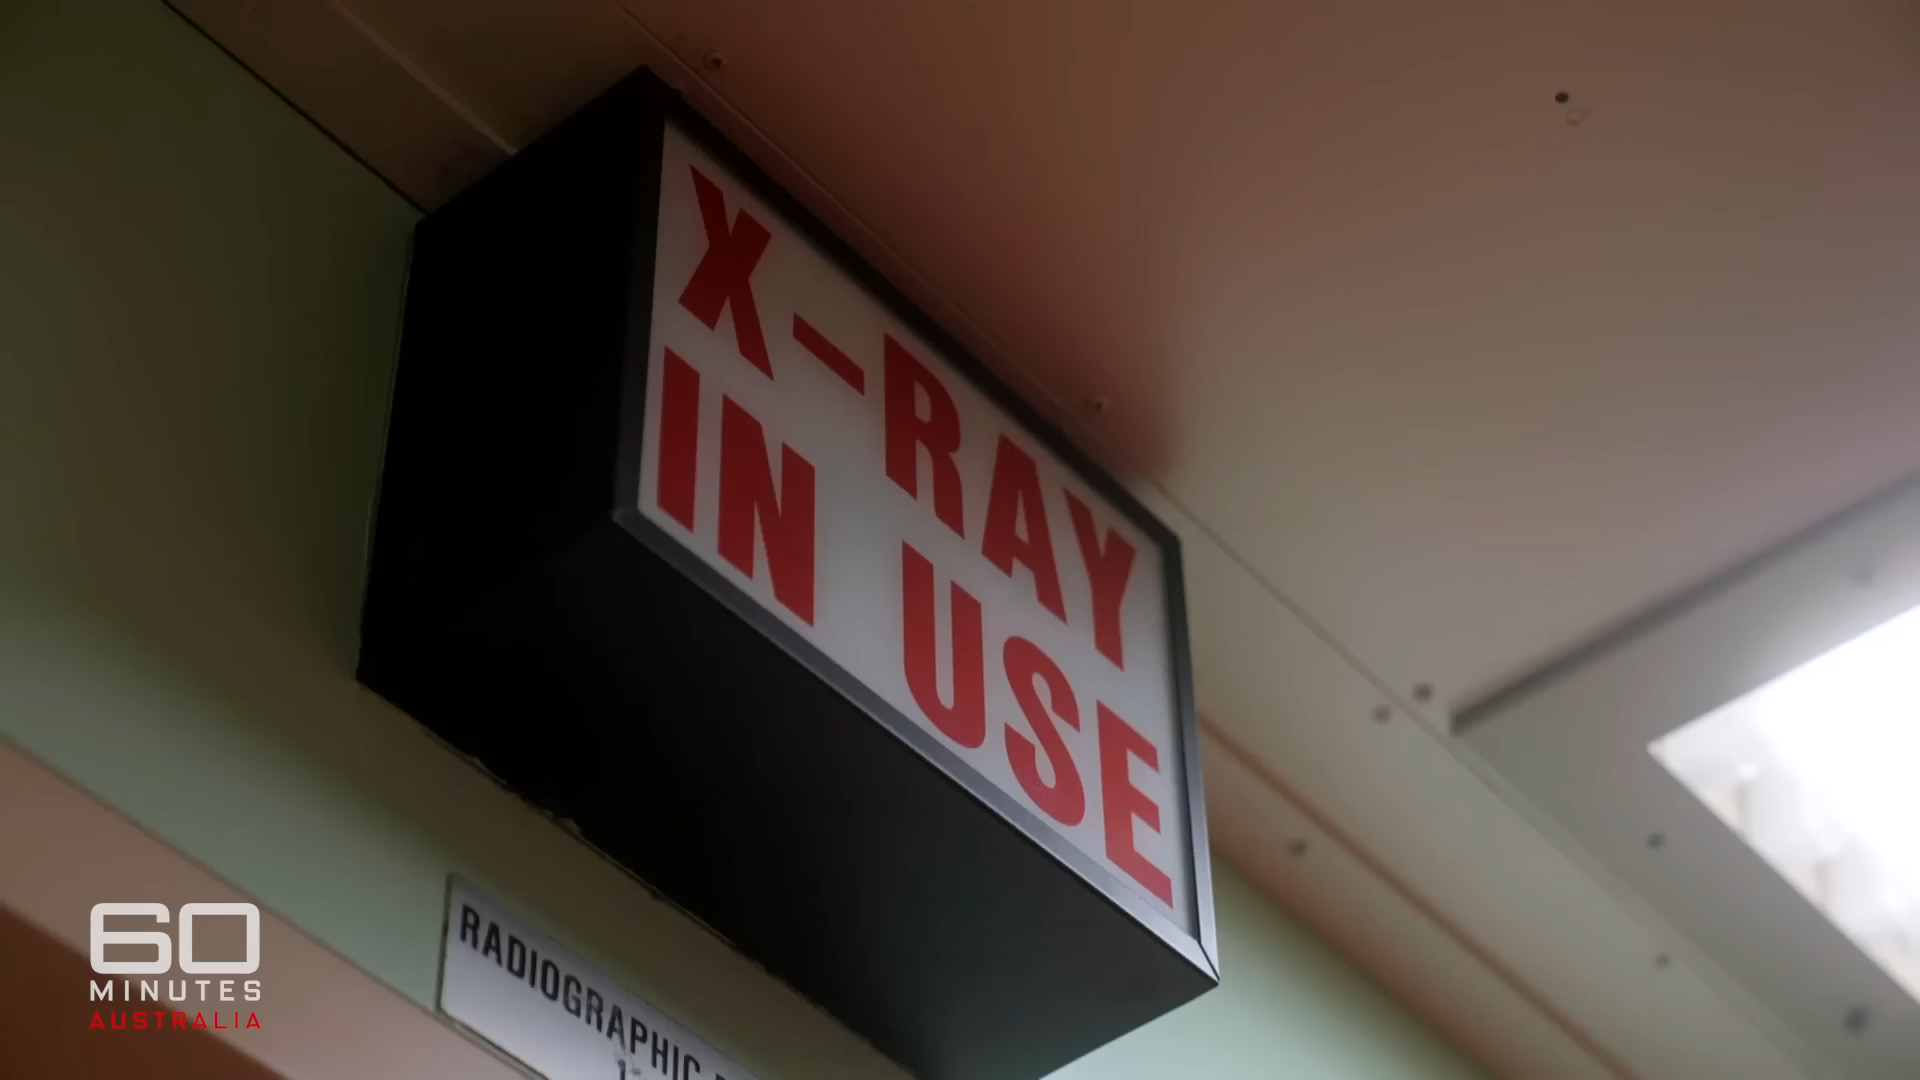 X-RAY
IN USE
RADIOGRAPHIC
60
MINUTES
AUSTRALIA